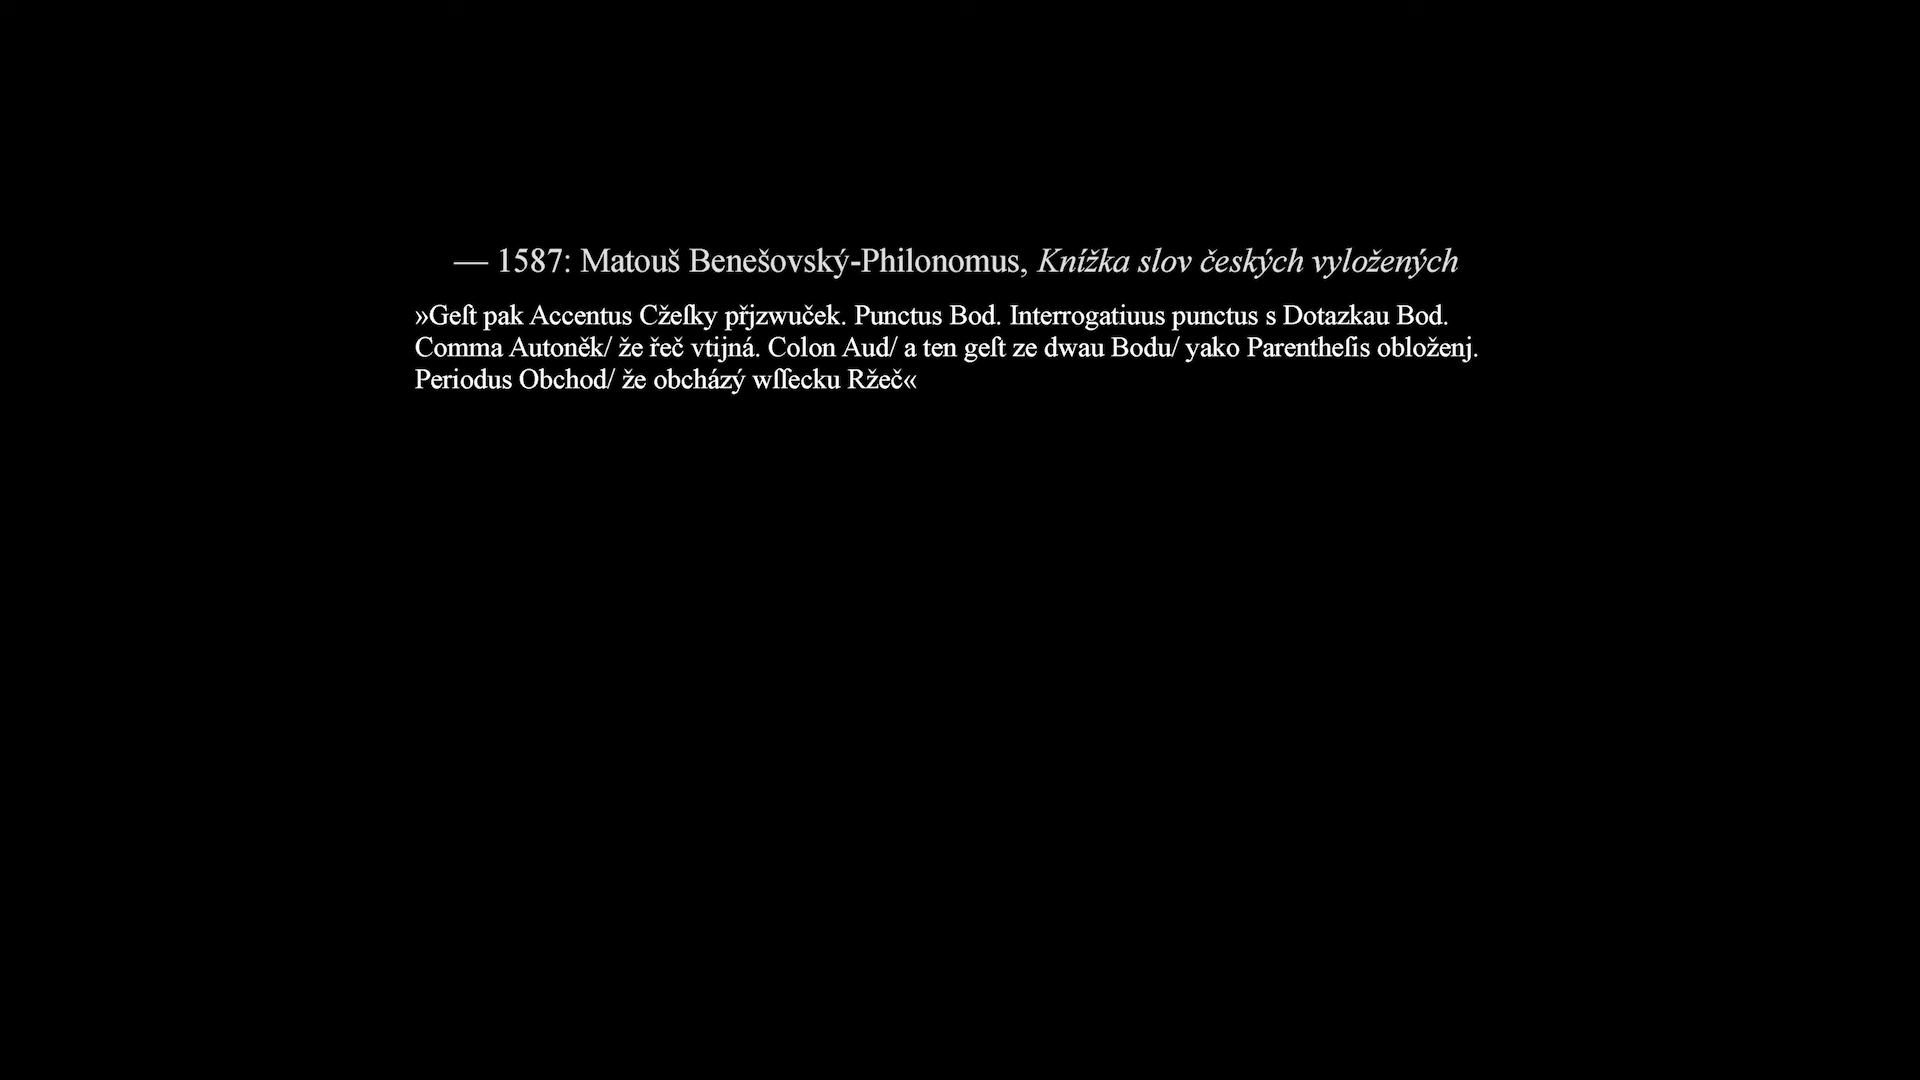 — 1587: Matouš Benešovský-Philonomus, Knížka slov českých vyložených
»Geſt pak Accentus Cžeſky přjzwuček. Punctus Bod. Interrogatiuus punctus s Dotazkau Bod.
Comma Autoněk/ že řeč vtijná. Colon Aud/ a ten geſt ze dwau Bodu/ yako Parentheſis obloženj.
Periodus Obchod/ že obcházý wſſecku Ržeč«